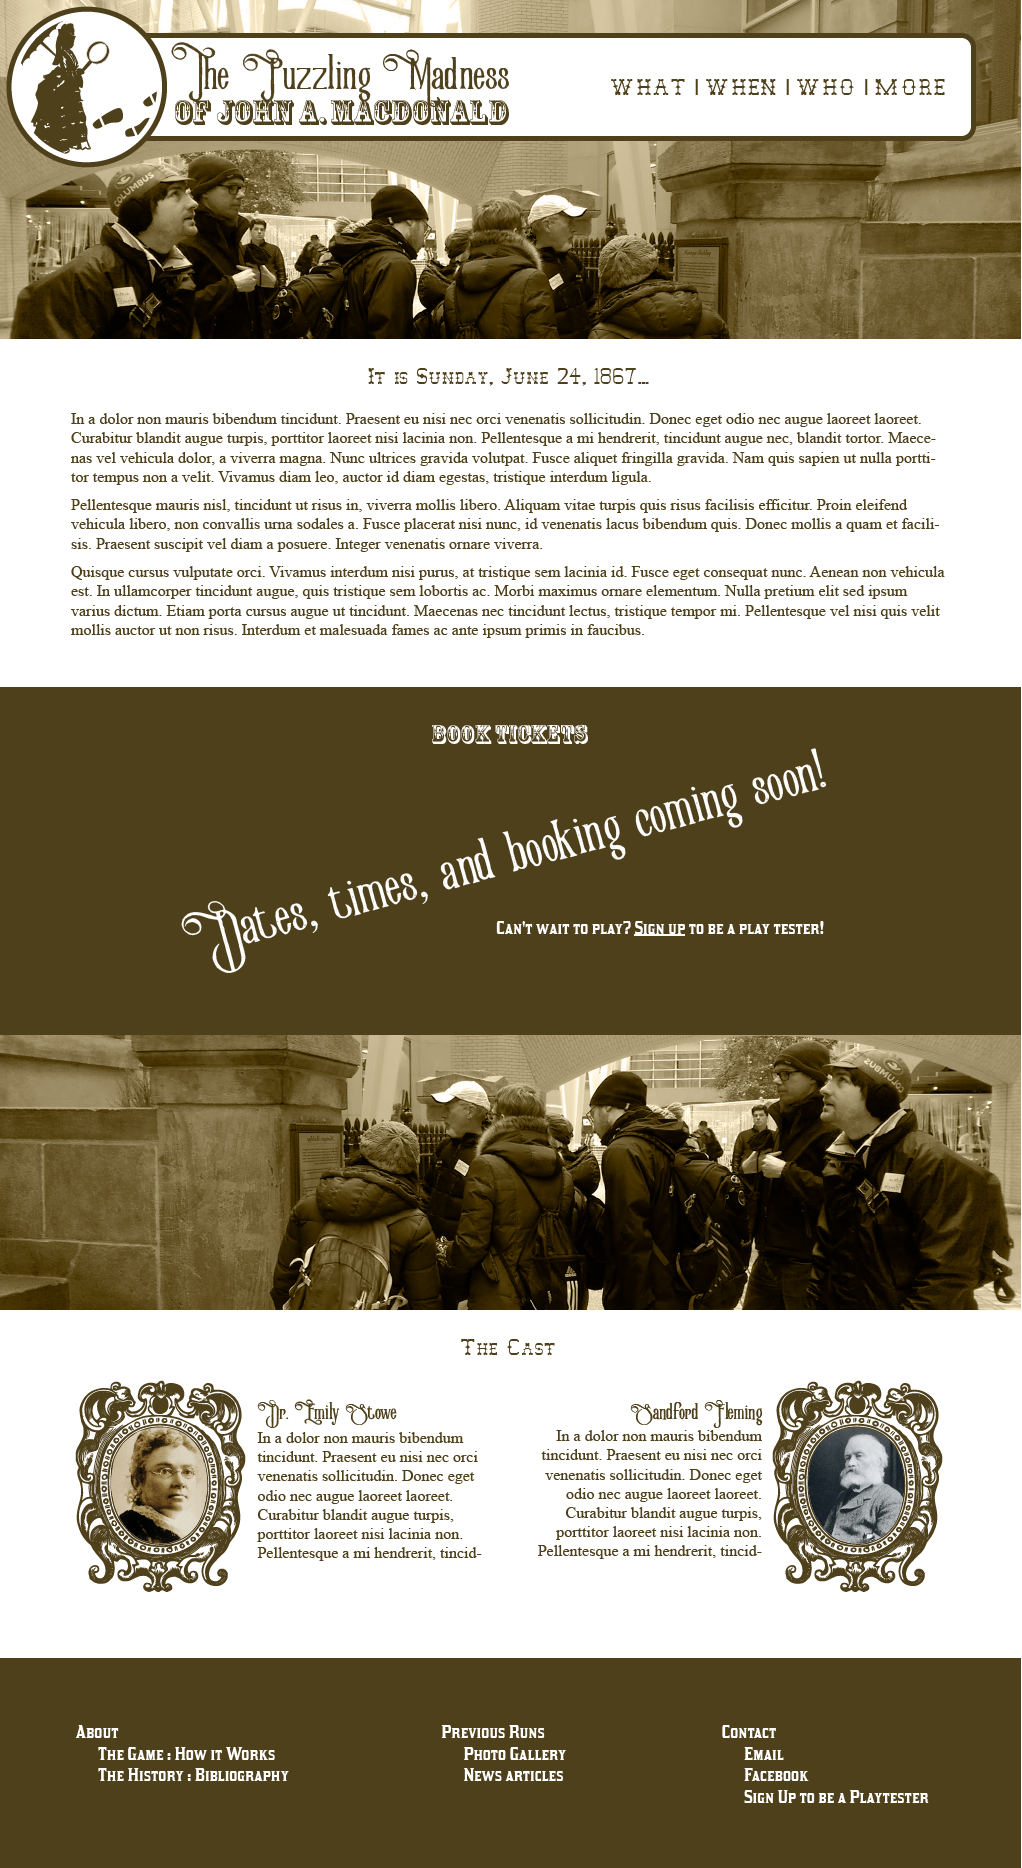 The Puzzling Madness
OF JOHN A. MACDONALD
WHAT | WHEN | WHO | MORE
COLUMBUS
It is Sunday, June 24, 1867...
In a dolor non mauris bibendum tincidunt. Praesent eu nisi nec orci venenatis sollicitudin. Donec eget odio nec augue laoreet laoreet.
Curabitur blandit augue turpis, porttitor laoreet nisi lacinia non. Pellentesque a mi hendrerit, tincidunt augue nec, blandit tortor. Maece-
nas vel vehicula dolor, a viverra magna. Nunc ultrices gravida volutpat. Fusce aliquet fringilla gravida. Nam quis sapien ut nulla portti-
tor tempus non a velit. Vivamus diam leo, auctor id diam egestas, tristique interdum ligula.
Pellentesque mauris nisl, tincidunt ut risus in, viverra mollis libero. Aliquam vitae turpis quis risus facilisis efficitur. Proin eleifend
vehicula libero, non convallis urna sodales a. Fusce placerat nisi nunc, id venenatis lacus bibendum quis. Donec mollis a quam et facili-
sis. Praesent suscipit vel diam a posuere. Integer venenatis ornare viverra.
Quisque cursus vulputate orci. Vivamus interdum nisi purus, at tristique sem lacinia id. Fusce eget consequat nunc. Aenean non vehicula
est. In ullamcorper tincidunt augue, quis tristique sem lobortis ac. Morbi maximus ornare elementum. Nulla pretium elit sed ipsum
varius dictum. Etiam porta cursus augue ut tincidunt. Maecenas nec tincidunt lectus, tristique tempor mi. Pellentesque vel nisi quis velit
mollis auctor ut non risus. Interdum et malesuada fames ac ante ipsum primis in faucibus.
BOOK TICKETS
Dates, times, and booking coming soon!
Can't wait to play? Sign up to be a play tester!
COLUMBUS
adidas
The Cast
Dr. Emily Stowe
In a dolor non mauris bibendum
tincidunt. Praesent eu nisi nec orci
venenatis sollicitudin. Donec eget
odio nec augue laoreet laoreet.
Curabitur blandit augue turpis,
porttitor laoreet nisi lacinia non.
Pellentesque a mi hendrerit, tincid-
Sandford Fleming
In a dolor non mauris bibendum
tincidunt. Praesent eu nisi nec orci
venenatis sollicitudin. Donec eget
odio nec augue laoreet laoreet.
Curabitur blandit augue turpis,
porttitor laoreet nisi lacinia non.
Pellentesque a mi hendrerit, tincid-
About
The Game : How it Works
The History : Bibliography
Previous Runs
Photo Gallery
News articles
Contact
Email
Facebook
Sign Up to be a Playtester